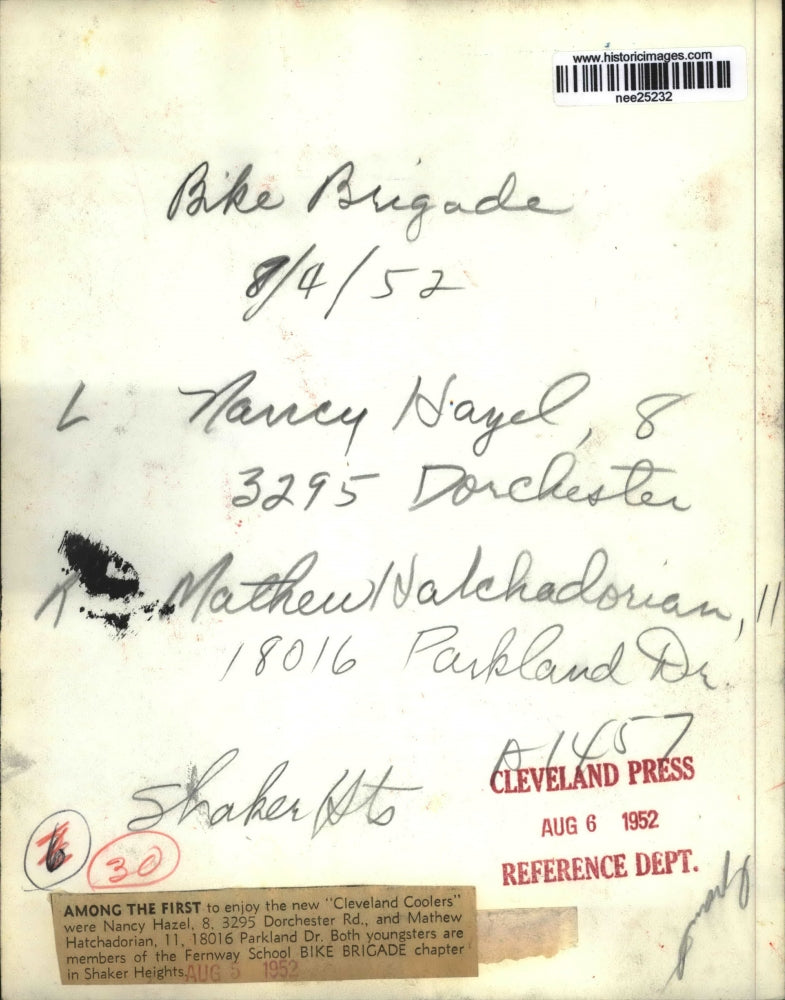 www.historicimages.com
nee25232
Bike Brigade
8/4/52
L Nancy Hazel, 8
3295 Dorchester
R Mathew Hatchadorian, 11
18016 Parkland Dr.
A1457
Shaker Hts
CLEVELAND PRESS
AUG 6 1952
REFERENCE DEPT.
6
30
AMONG THE FIRST to enjoy the new "Cleveland Coolers"
were Nancy Hazel, 8, 3295 Dorchester Rd., and Mathew
Hatchadorian, 11, 18016 Parkland Dr. Both youngsters are
members of the Fernway School BIKE BRIGADE chapter
in Shaker Heights.
AUG 5 1952